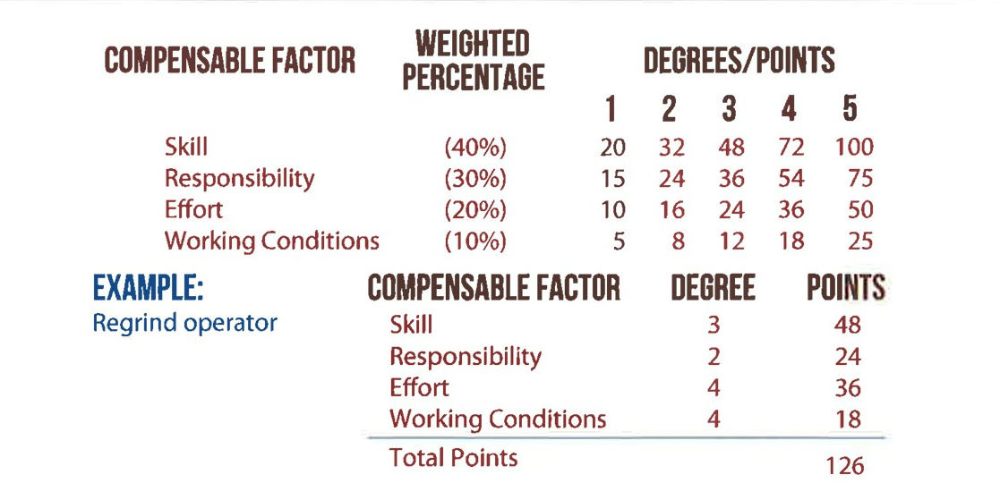 COMPENSABLE FACTOR WEIGHTED PERCENTAGE DEGREES/POINTS
1 2 3 4 5
Skill (40%) 20 32 48 72 100
Responsibility (30%) 15 24 36 54 75
Effort (20%) 10 16 24 36 50
Working Conditions (10%) 5 8 12 18 25
EXAMPLE: COMPENSABLE FACTOR DEGREE POINTS
Regrind operator Skill 3 48
Responsibility 2 24
Effort 4 36
Working Conditions 4 18
Total Points 126